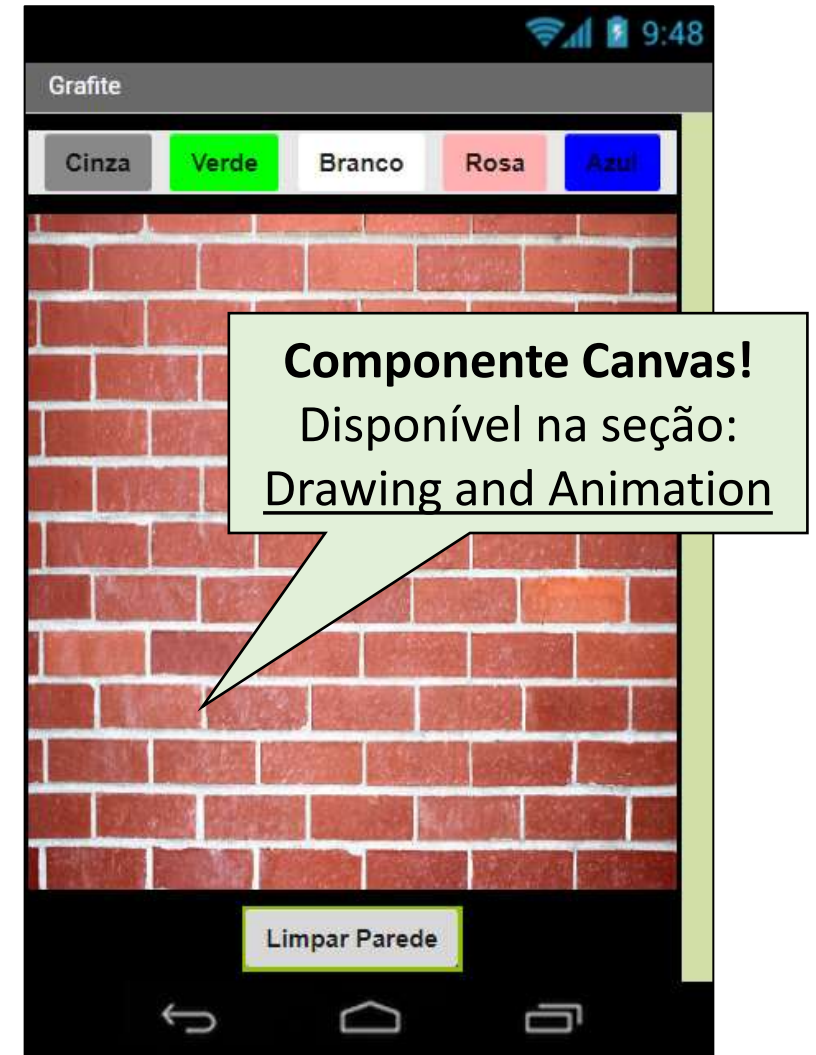 9:48
Grafite
Cinza Verde Branco Rosa Azul
Componente Canvas!
Disponível na seção:
Drawing and Animation
Limpar Parede